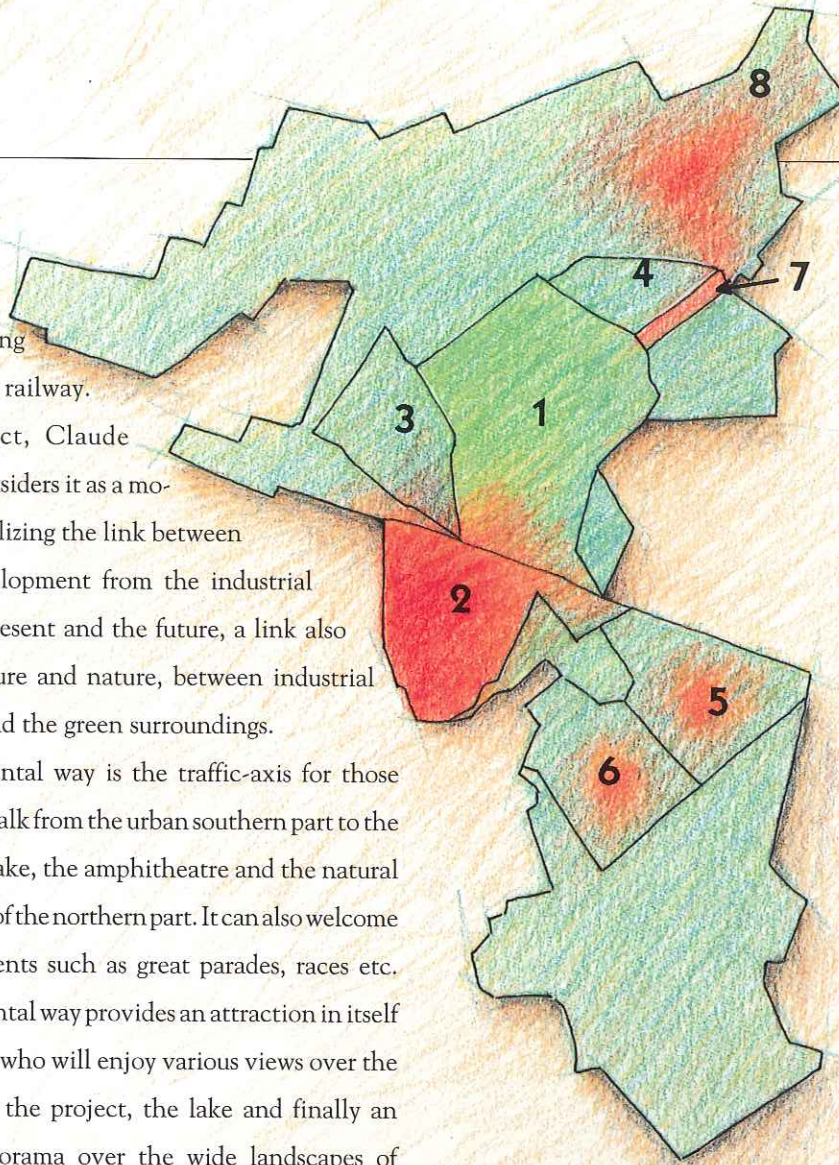 8
4
7
ng
railway.
3
1
ct, Claude
siders it as a mo-
lizing the link between
lopment from the industrial
2
esent and the future, a link also
ure and nature, between industrial
d the green surroundings.
5
ntal way is the traffic-axis for those
6
alk from the urban southern part to the
ake, the amphitheatre and the natural
of the northern part. It can also welcome
ents such as great parades, races etc.
ntal way provides an attraction in itself
who will enjoy various views over the
the project, the lake and finally an
orama over the wide landscapes of